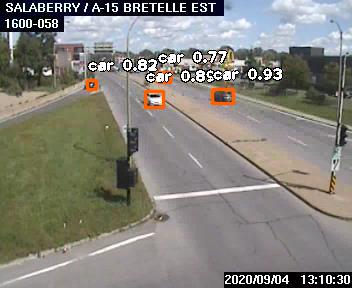 SALABERRY / A-15 BRETELLE EST
1600-058
car 0.77
car 0.82
car 0.89
car 0.93
2020/09/04 13:10:30